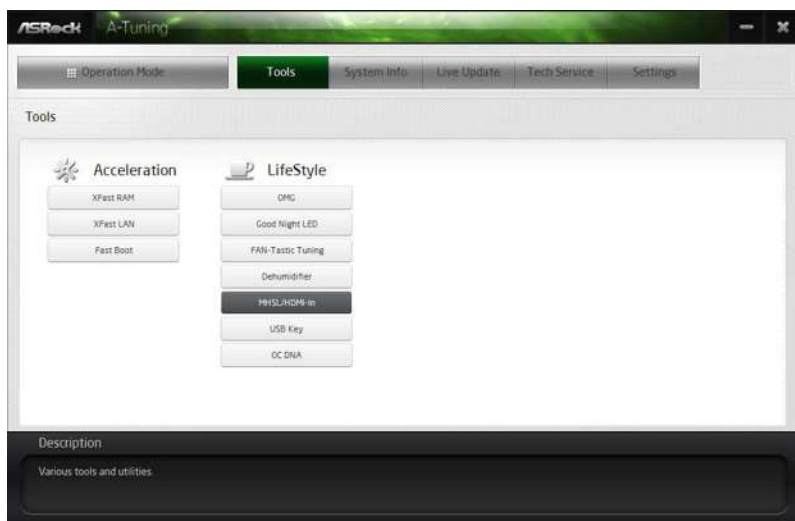 ASRock A-Tuning
Operation Mode Tools System Info Live Update Tech Service Settings
Tools
Acceleration
XFast RAM
XFast LAN
Fast Boot
LifeStyle
OMG
Good Night LED
FAN-Tastic Tuning
Dehumidifier
MHSL/HDMI-In
USB Key
OC DNA
Description
Various tools and utilities.